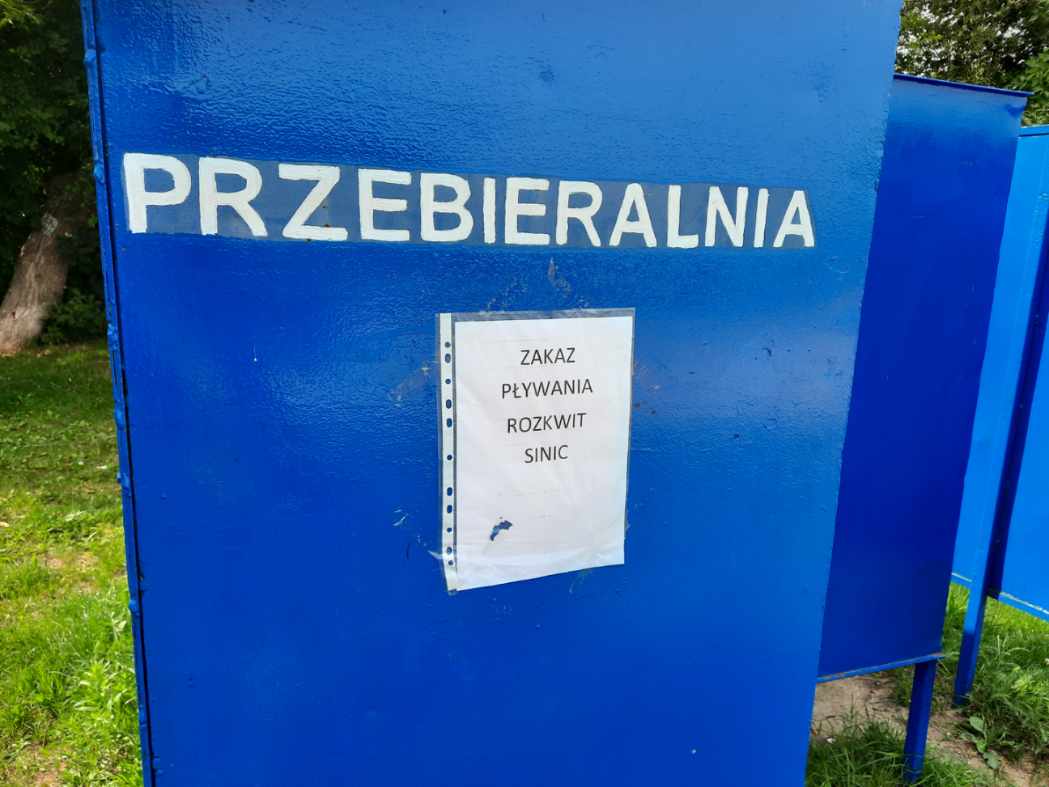 PRZEBIERALNIA
ZAKAZ
PŁYWANIA
ROZKWIT
SINIC